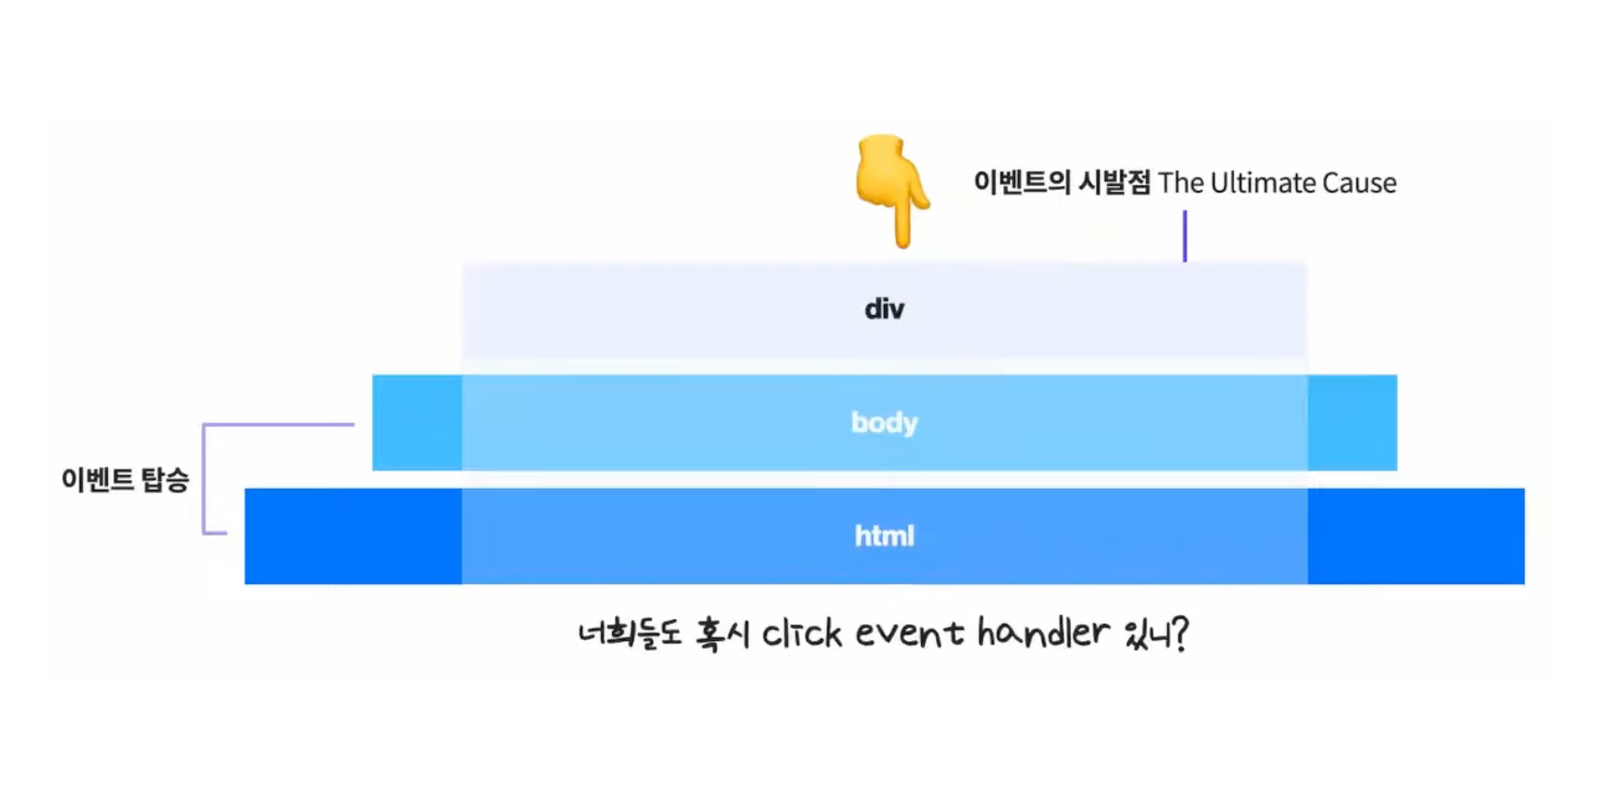 이벤트의 시발점 The Ultimate Cause
div
body
이벤트 탑승
html
너희들도 혹시 click event handler 있니?